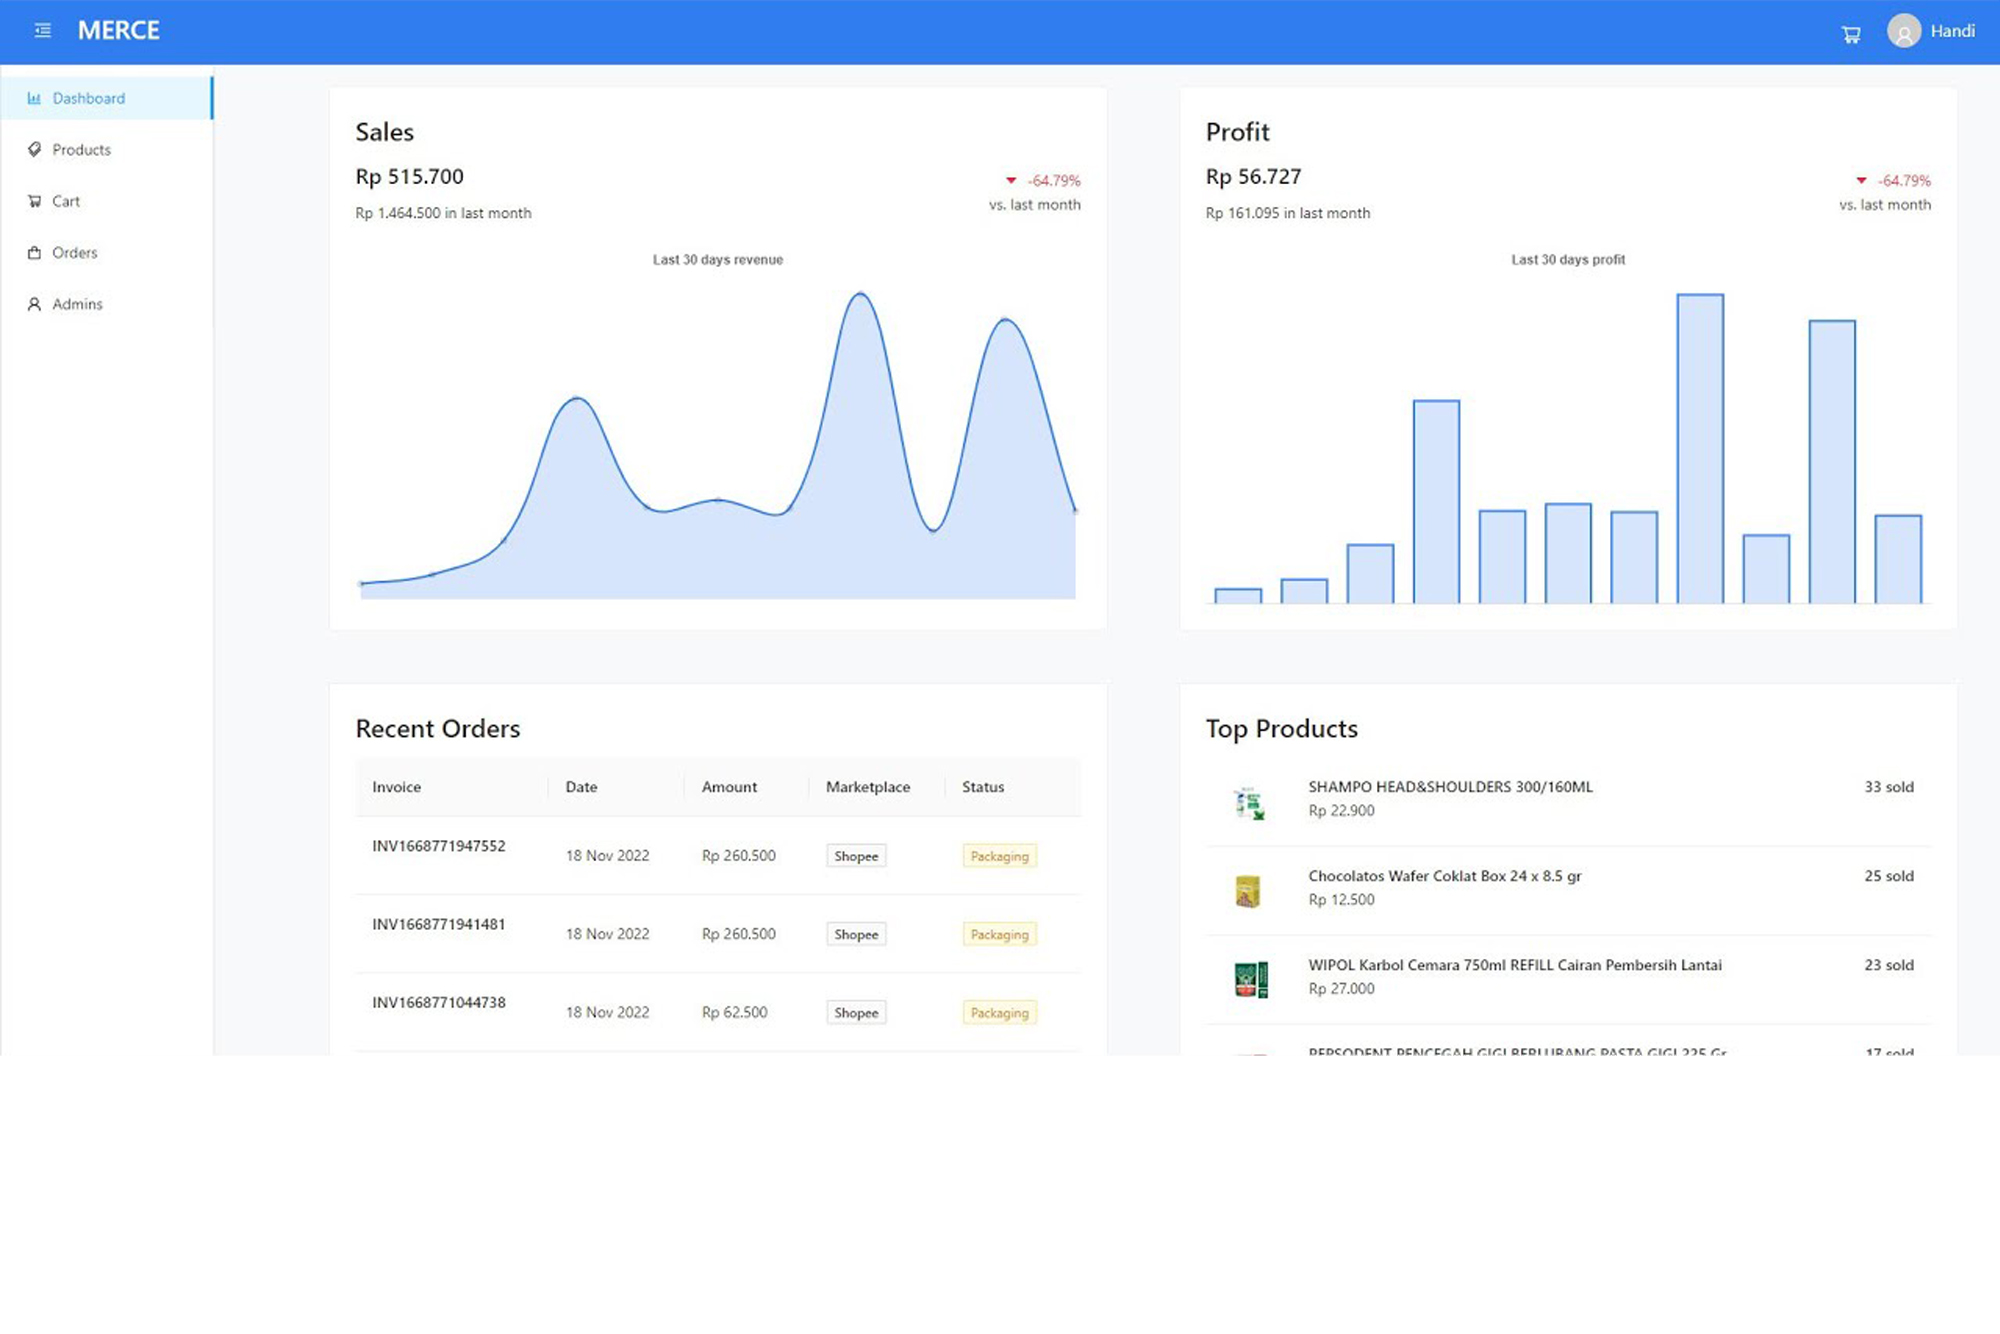 MERCE
Handi
Dashboard
Products
Cart
Orders
Admins
Sales
Rp 515.700
-64.79%
Rp 1.464.500 in last month
vs. last month
Last 30 days revenue
Profit
Rp 56.727
-64.79%
Rp 161.095 in last month
vs. last month
Last 30 days profit
Recent Orders
Invoice Date Amount Marketplace Status
INV1668771947552 18 Nov 2022 Rp 260.500 Shopee Packaging
INV1668771941481 18 Nov 2022 Rp 260.500 Shopee Packaging
INV1668771044738 18 Nov 2022 Rp 62.500 Shopee Packaging
Top Products
SHAMPO HEAD&SHOULDERS 300/160ML 33 sold
Rp 22.900
Chocolatos Wafer Coklat Box 24 x 8.5 gr 25 sold
Rp 12.500
WIPOL Karbol Cemara 750ml REFILL Cairan Pembersih Lantai 23 sold
Rp 27.000
PEPSODENT PENCEGAH GIGI BERLUBANG PASTA GIGI 225 Gr 17 sold